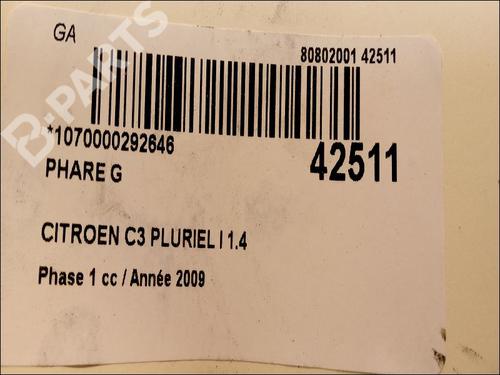 GA
80802001 42511
*1070000292646
42511
PHARE G
CITROEN C3 PLURIEL I 1.4
Phase 1 cc / Année 2009
B-PARTS